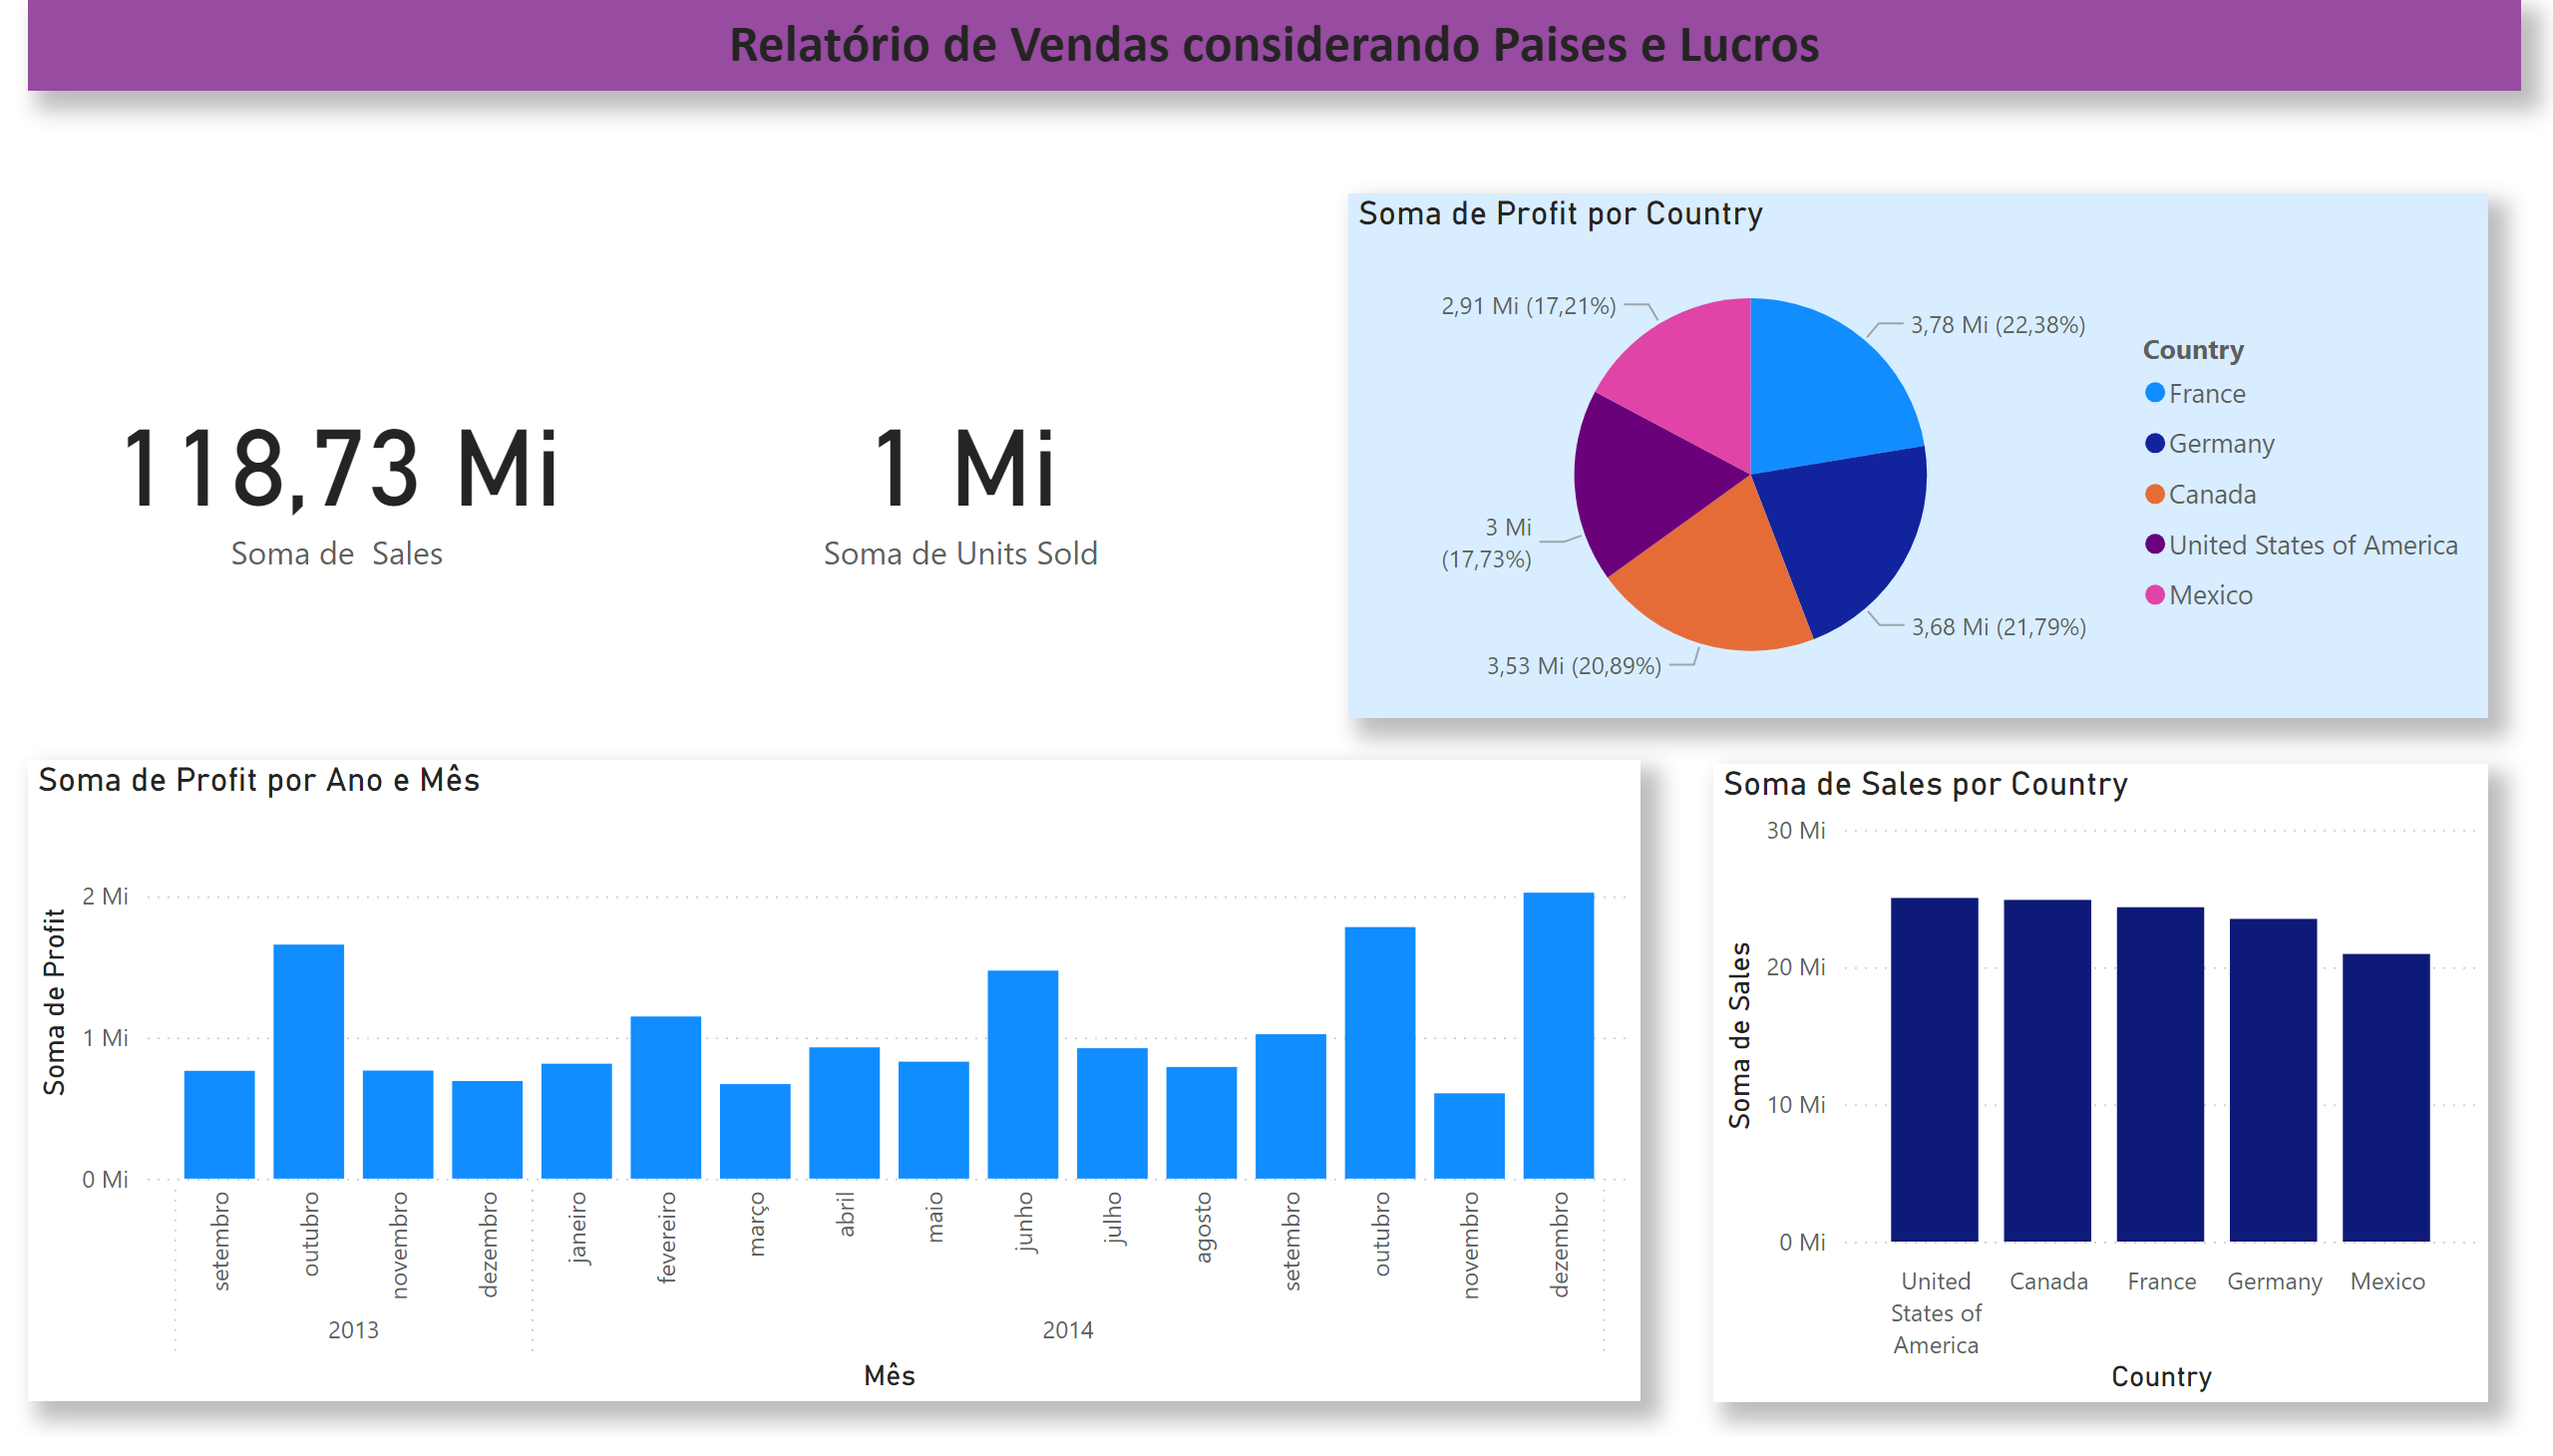 Relatório de Vendas considerando Paises e Lucros
118,73 Mi
Soma de  Sales
1 Mi
Soma de Units Sold
Soma de Profit por Country
2,91 Mi (17,21%)
3,78 Mi (22,38%)
3 Mi
(17,73%)
3,68 Mi (21,79%)
3,53 Mi (20,89%)
Country
France
Germany
Canada
United States of America
Mexico
Soma de Profit por Ano e Mês
Soma de Profit
2 Mi
1 Mi
0 Mi
setembro
outubro
novembro
dezembro
janeiro
fevereiro
março
abril
maio
junho
julho
agosto
setembro
outubro
novembro
dezembro
2013
2014
Mês
Soma de Sales por Country
Soma de Sales
30 Mi
20 Mi
10 Mi
0 Mi
United
States of
America
Canada
France
Germany
Mexico
Country